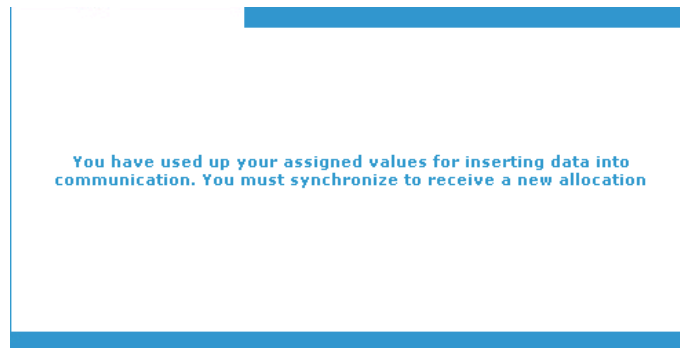 You have used up your assigned values for inserting data into
communication. You must synchronize to receive a new allocation